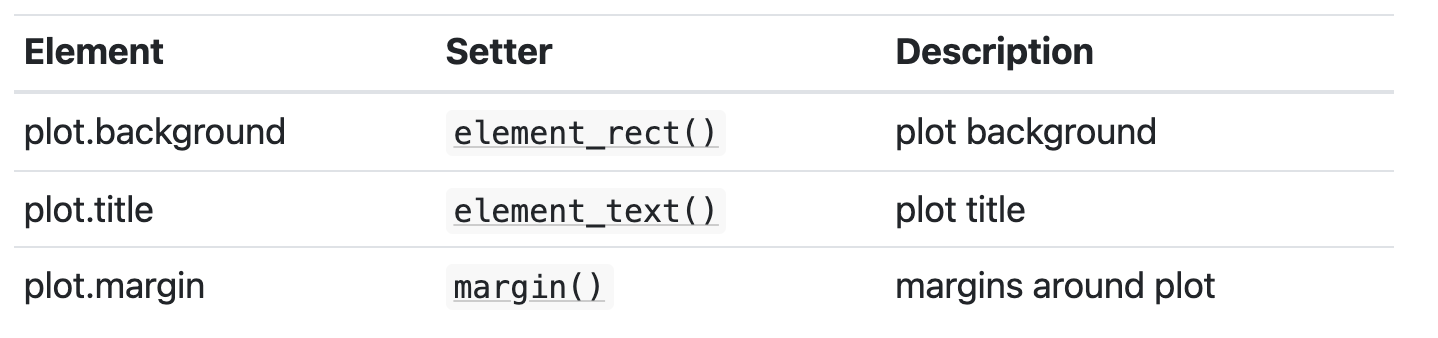 Element Setter Description
plot.background element_rect() plot background
plot.title element_text() plot title
plot.margin margin() margins around plot